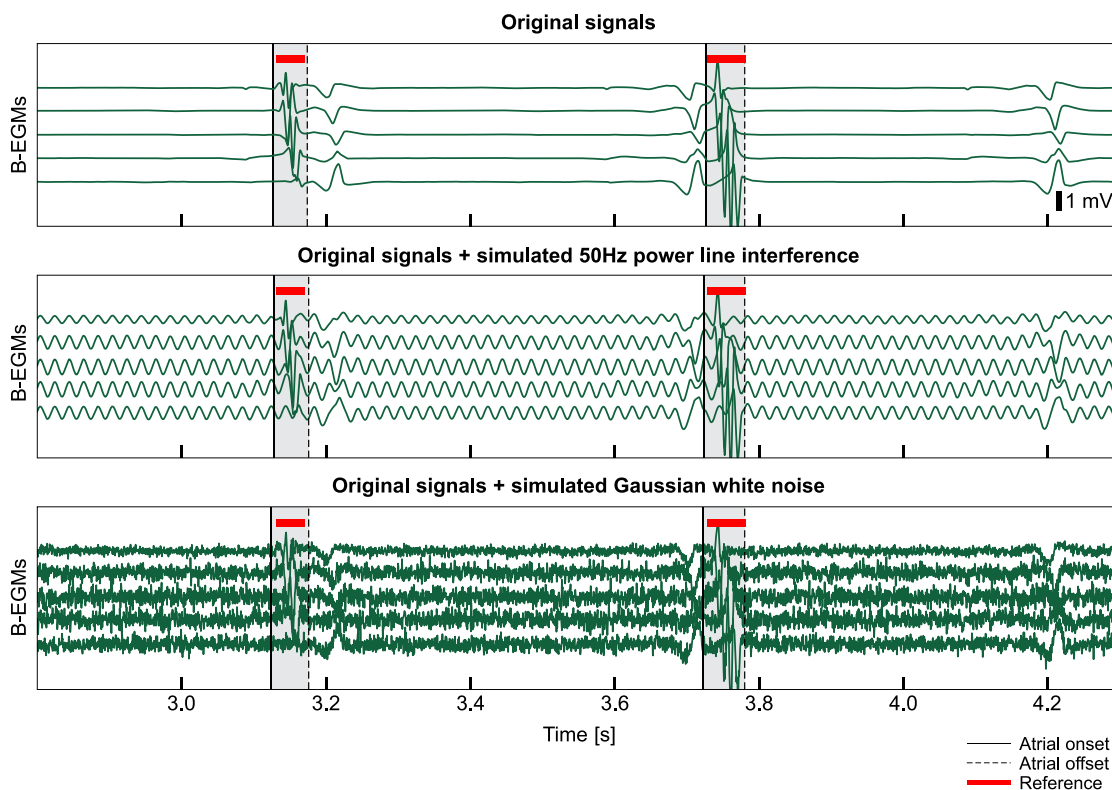 Original signals
B-EGMs
1 mV
Original signals + simulated 50Hz power line interference
B-EGMs
Original signals + simulated Gaussian white noise
B-EGMs
3.0 3.2 3.4 3.6 3.8 4.0 4.2
Time [s]
Atrial onset
Atrial offset
Reference